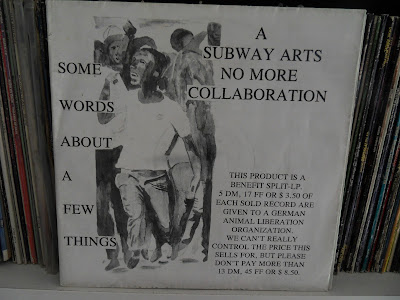 SOME
WORDS
ABOUT
A
FEW
THINGS
A
SUBWAY ARTS
NO MORE
COLLABORATION
THIS PRODUCT IS A
BENEFIT SPLIT-LP.
5 DM, 17 FF OR $ 3.50 OF
EACH SOLD RECORD ARE
GIVEN TO A GERMAN
ANIMAL LIBERATION
ORGANIZATION.
WE CAN'T REALLY
CONTROL THE PRICE THIS
SELLS FOR, BUT PLEASE
DON'T PAY MORE THAN
13 DM, 45 FF OR $ 8.50.